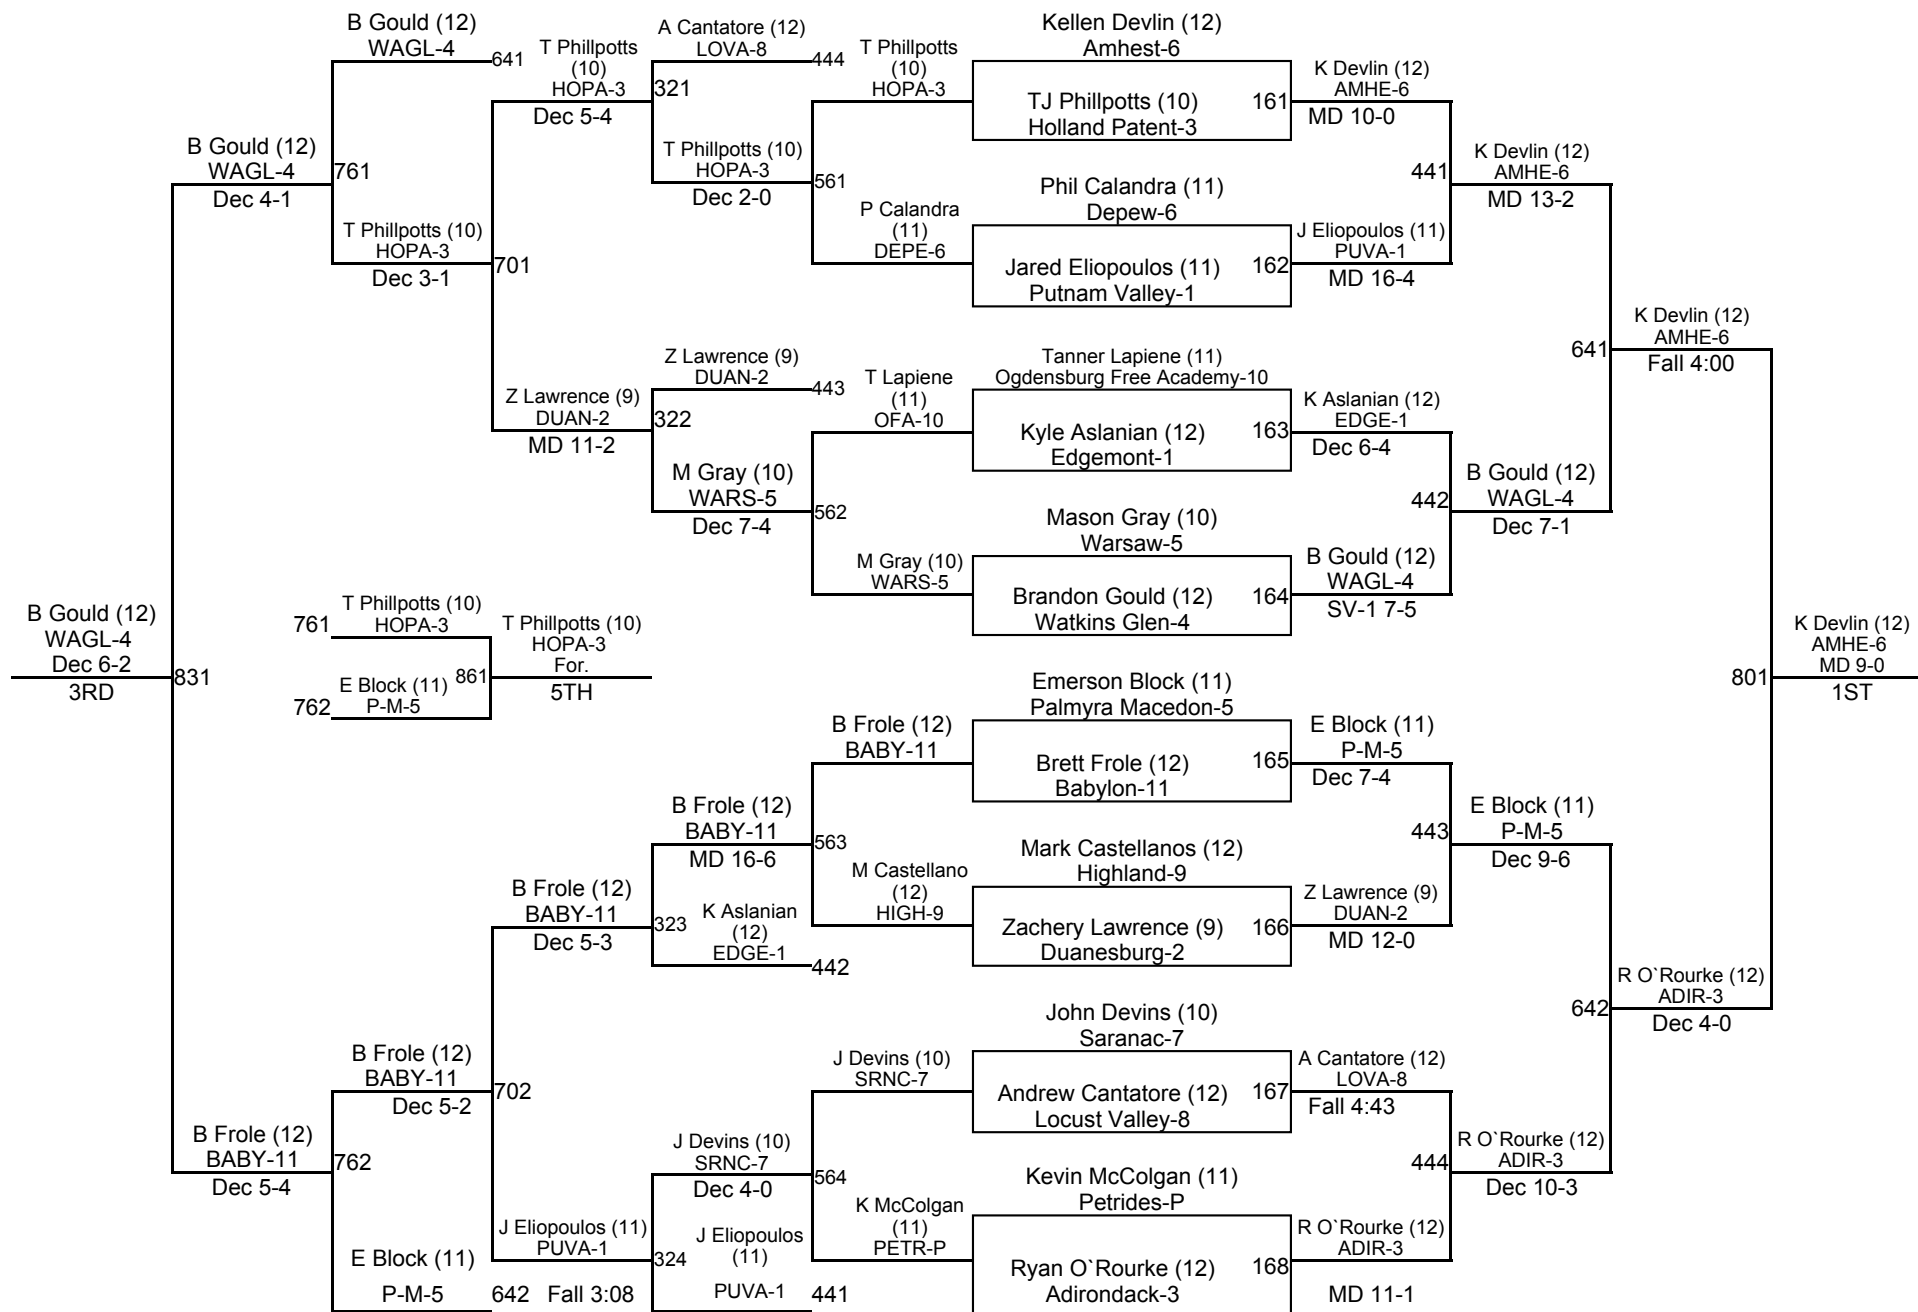 B Gould (12)
WAGL-4
641
T Phillpotts
(10)
HOPA-3
Dec 5-4
A Cantatore (12)
LOVA-8
444
321
T Phillpotts
(10)
HOPA-3
Kellen Devlin (12)
Amhest-6
TJ Phillpotts (10)
Holland Patent-3
161
K Devlin (12)
AMHE-6
MD 10-0
B Gould (12)
WAGL-4
Dec 4-1
761
T Phillpotts (10)
HOPA-3
Dec 3-1
701
T Phillpotts (10)
HOPA-3
Dec 2-0
561
P Calandra
(11)
DEPE-6
Phil Calandra (11)
Depew-6
Jared Eliopoulos (11)
Putnam Valley-1
162
J Eliopoulos (11)
PUVA-1
MD 16-4
441
K Devlin (12)
AMHE-6
MD 13-2
Z Lawrence (9)
DUAN-2
443
Z Lawrence (9)
DUAN-2
MD 11-2
322
T Lapiene
(11)
OFA-10
Tanner Lapiene (11)
Ogdensburg Free Academy-10
Kyle Aslanian (12)
Edgemont-1
163
K Aslanian (12)
EDGE-1
Dec 6-4
641
K Devlin (12)
AMHE-6
Fall 4:00
M Gray (10)
WARS-5
Dec 7-4
562
M Gray (10)
WARS-5
Mason Gray (10)
Warsaw-5
Brandon Gould (12)
Watkins Glen-4
164
B Gould (12)
WAGL-4
SV-1 7-5
442
B Gould (12)
WAGL-4
Dec 7-1
B Gould (12)
WAGL-4
Dec 6-2
3RD
831
761
T Phillpotts (10)
HOPA-3
762
E Block (11)
P-M-5
861
T Phillpotts (10)
HOPA-3
For.
5TH
801
K Devlin (12)
AMHE-6
MD 9-0
1ST
B Frole (12)
BABY-11
Emerson Block (11)
Palmyra Macedon-5
Brett Frole (12)
Babylon-11
165
E Block (11)
P-M-5
Dec 7-4
B Frole (12)
BABY-11
MD 16-6
563
443
E Block (11)
P-M-5
Dec 9-6
B Frole (12)
BABY-11
Dec 5-3
323
K Aslanian
(12)
EDGE-1
442
M Castellano
(12)
HIGH-9
Mark Castellanos (12)
Highland-9
Zachery Lawrence (9)
Duanesburg-2
166
Z Lawrence (9)
DUAN-2
MD 12-0
642
R O`Rourke (12)
ADIR-3
Dec 4-0
B Frole (12)
BABY-11
Dec 5-2
702
J Devins (10)
SRNC-7
John Devins (10)
Saranac-7
Andrew Cantatore (12)
Locust Valley-8
167
A Cantatore (12)
LOVA-8
Fall 4:43
B Frole (12)
BABY-11
Dec 5-4
762
J Devins (10)
SRNC-7
Dec 4-0
564
444
R O`Rourke (12)
ADIR-3
Dec 10-3
E Block (11)
P-M-5
642
J Eliopoulos (11)
PUVA-1
Fall 3:08
324
J Eliopoulos
(11)
PUVA-1
441
K McColgan
(11)
PETR-P
Kevin McColgan (11)
Petrides-P
Ryan O`Rourke (12)
Adirondack-3
168
R O`Rourke (12)
ADIR-3
MD 11-1